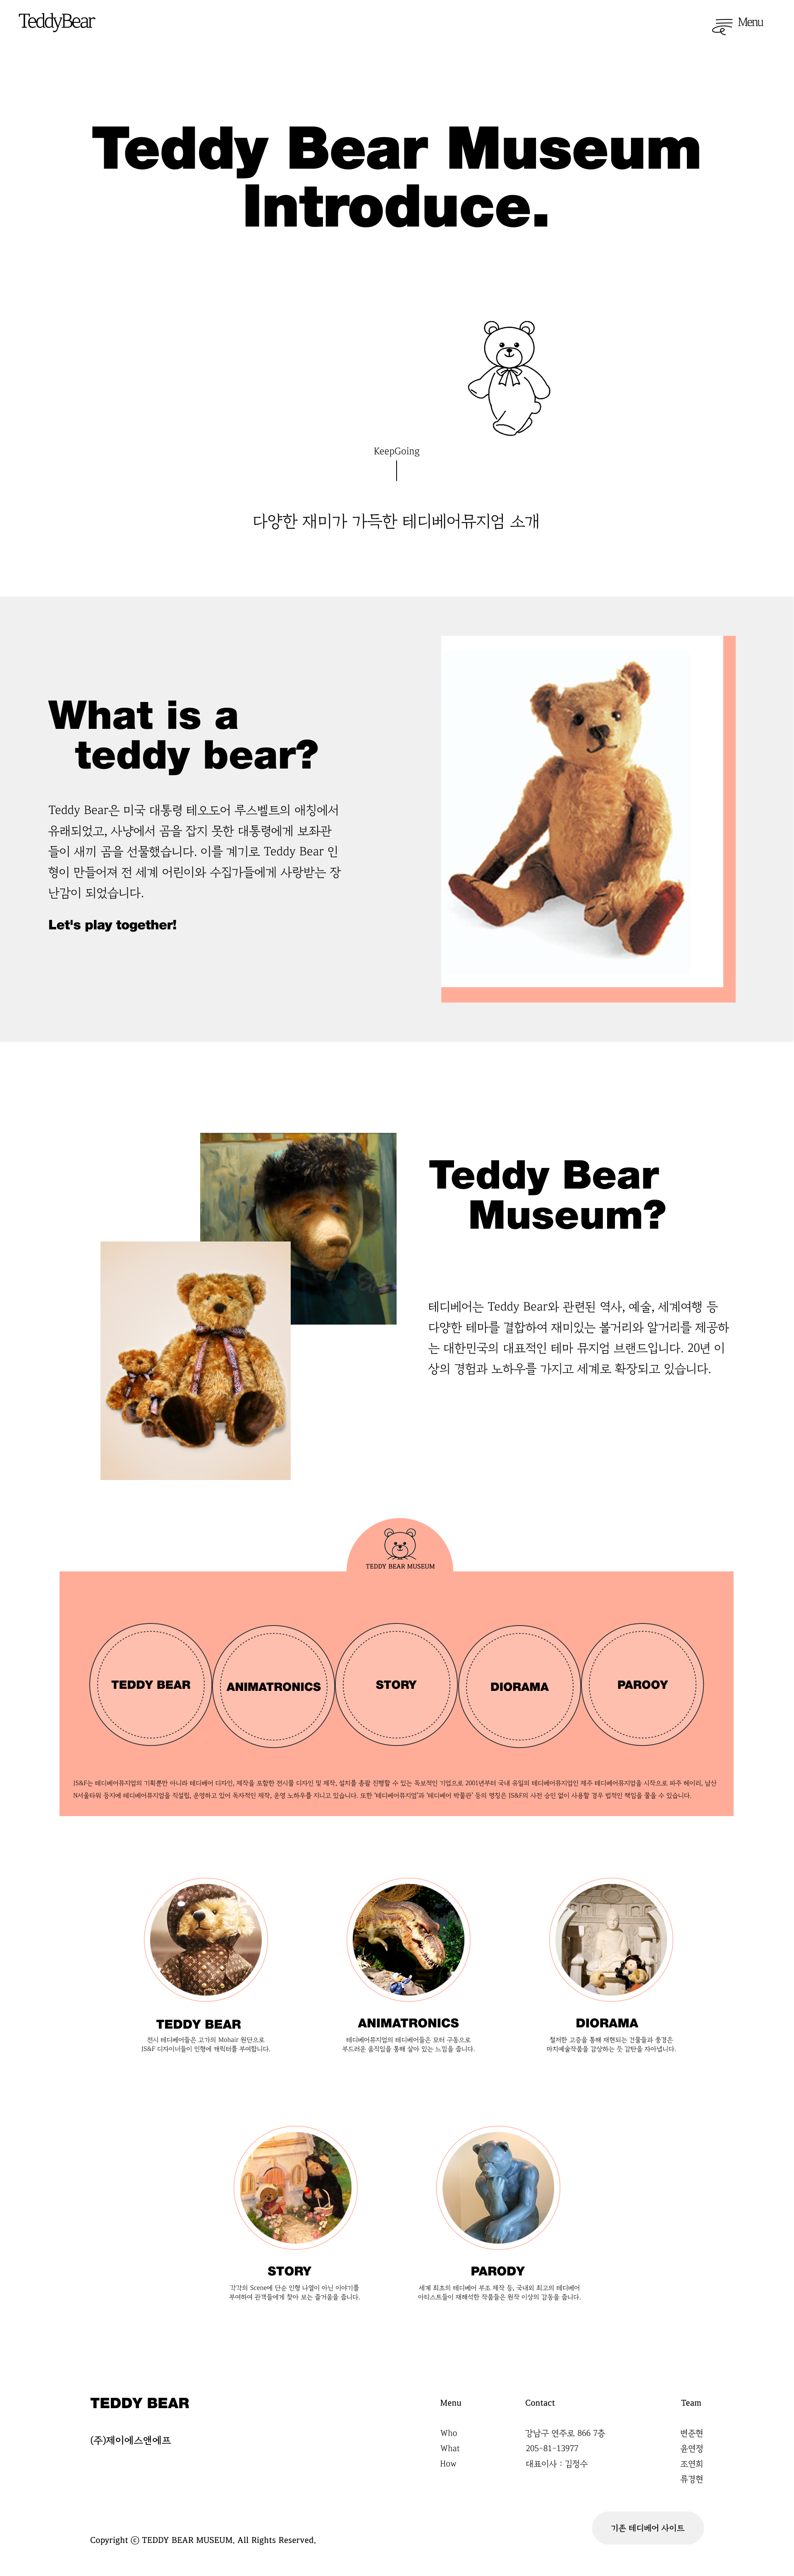 TeddyBear
Menu
Teddy Bear Museum
Introduce.
KeepGoing
다양한 재미가 가득한 테디베어뮤지엄 소개
What is a
teddy bear?
Teddy Bear은 미국 대통령 테오도어 루스벨트의 애칭에서
유래되었고, 사냥에서 곰을 잡지 못한 대통령에게 보좌관
들이 새끼 곰을 선물했습니다. 이를 계기로 Teddy Bear 인
형이 만들어져 전 세계 어린이와 수집가들에게 사랑받는 장
난감이 되었습니다.
Let's play together!
Teddy Bear
Museum?
테디베어는 Teddy Bear와 관련된 역사, 예술, 세계여행 등
다양한 테마를 결합하여 재미있는 볼거리와 알거리를 제공하
는 대한민국의 대표적인 테마 뮤지엄 브랜드입니다. 20년 이
상의 경험과 노하우를 가지고 세계로 확장되고 있습니다.
TEDDY BEAR MUSEUM
TEDDY BEAR
ANIMATRONICS
STORY
DIORAMA
PAROOY
JS&F는 테디베어뮤지엄의 기획뿐만 아니라 테디베어 디자인, 제작을 포함한 전시물 디자인 및 제작, 설치를 총괄 진행할 수 있는 독보적인 기업으로 2001년부터 국내 유일의 테디베어뮤지엄인 제주 테디베어뮤지엄을 시작으로 파주 헤이리, 남산
N서울타워 등지에 테디베어뮤지엄을 직설립, 운영하고 있어 독자적인 제작, 운영 노하우를 지니고 있습니다. 또한 '테디베어뮤지엄'과 '테디베어 박물관' 등의 명칭은 JS&F의 사전 승인 없이 사용할 경우 법적인 책임을 물을 수 있습니다.
TEDDY BEAR
전시 테디베어들은 고가의 Mohair 원단으로
JS&F 디자이너들이 인형에 캐릭터를 부여합니다.
ANIMATRONICS
테디베어뮤지엄의 테디베어들은 모터 구동으로
부드러운 움직임을 통해 살아 있는 느낌을 줍니다.
DIORAMA
철저한 고증을 통해 재현되는 건물들과 풍경은
마치예술작품을 감상하는 듯 감탄을 자아냅니다.
STORY
각각의 Scene에 단순 인형 나열이 아닌 이야기를
부여하여 관객들에게 찾아 보는 즐거움을 줍니다.
PARODY
세계 최초의 테디베어 부조 제작 등, 국내외 최고의 테디베어
아티스트들이 재해석한 작품들은 원작 이상의 감동을 줍니다.
TEDDY BEAR
(주)제이에스앤에프
Menu
Who
What
How
Contact
강남구 언주로 866 7층
205-81-13977
대표이사 : 김정수
Team
변준현
윤연정
조연희
류경현
기존 테디베어 사이트
Copyright ⓒ TEDDY BEAR MUSEUM. All Rights Reserved.